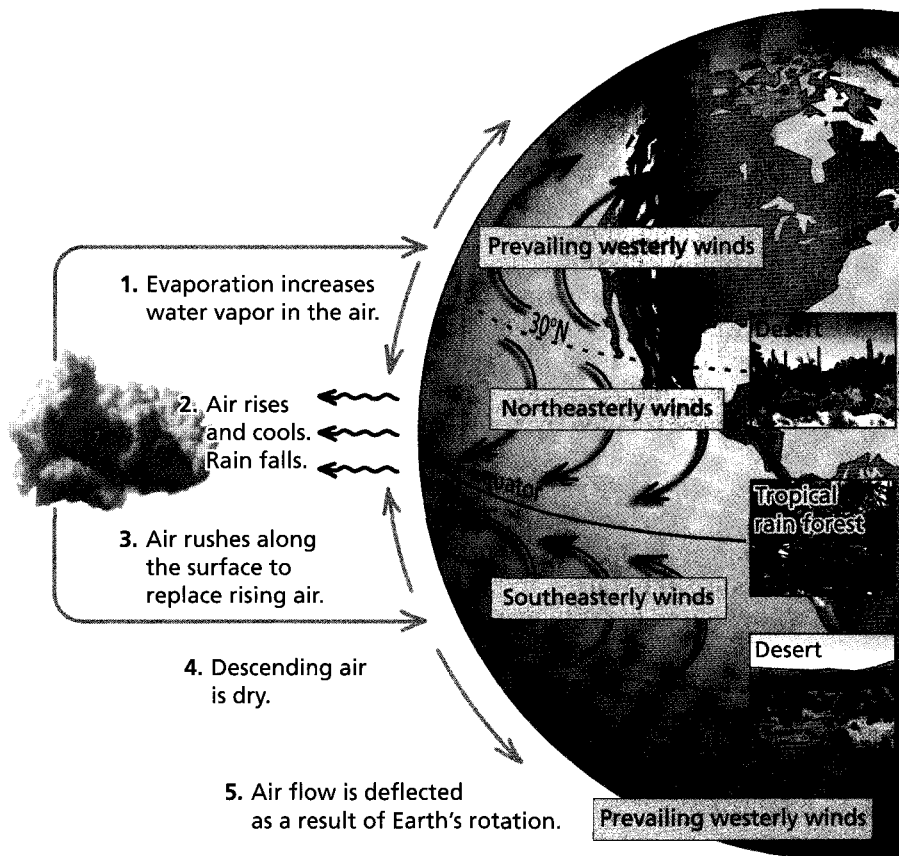 Prevailing westerly winds
1. Evaporation increases
water vapor in the air.
30°N
Desert
2. Air rises
and cools.
Rain falls.
Northeasterly winds
Equator
Tropical
rain forest
3. Air rushes along
the surface to
replace rising air.
Southeasterly winds
Desert
4. Descending air
is dry.
5. Air flow is deflected
as a result of Earth's rotation.
Prevailing westerly winds